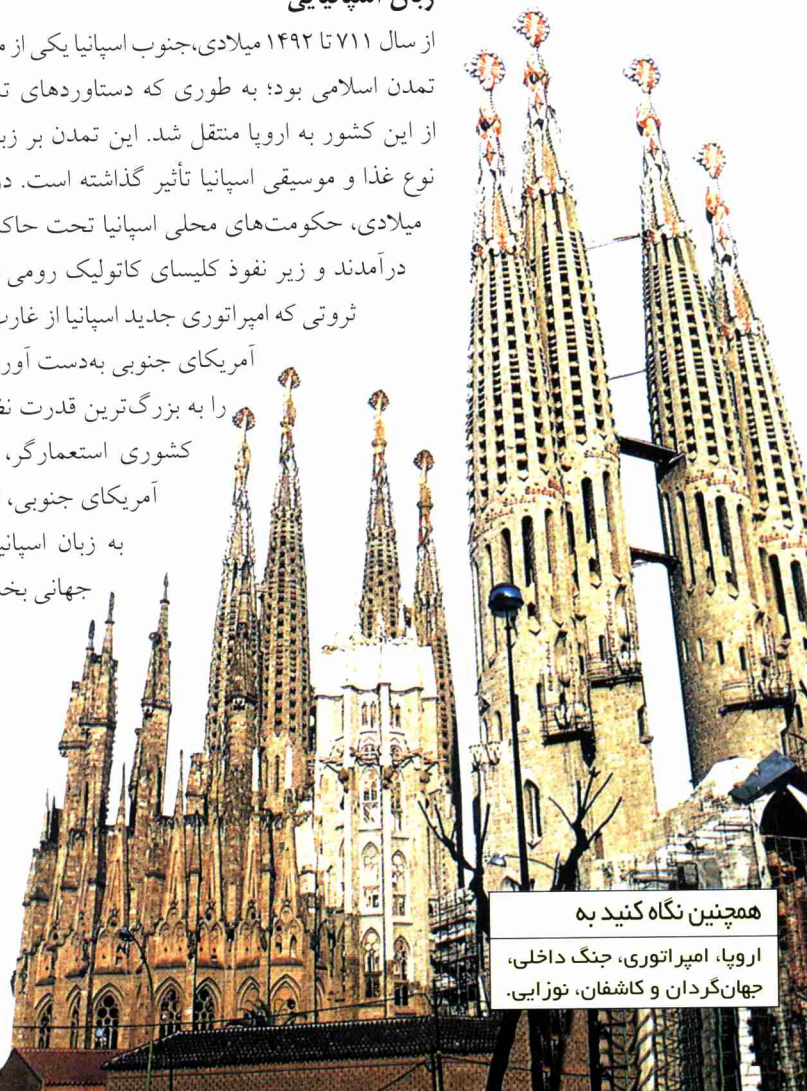 زبان اسپانیایی
از سال ۷۱۱ تا ۱۴۹۲ میلادی،جنوب اسپانیا یکی از
تمدن اسلامی بود؛ به طوری که دستاوردهای
از این کشور به اروپا منتقل شد. این تمدن بر
نوع غذا و موسیقی اسپانیا تأثیر گذاشته است.
میلادی، حکومت‌های محلی اسپانیا تحت
درآمدند و زیر نفوذ کلیسای کاتولیک رومی
ثروتی که امپراتوری جدید اسپانیا از
آمریکای جنوبی به‌دست
را به بزرگ‌ترین قدرت
کشوری استعمارگر،
آمریکای جنوبی،
به زبان
جهانی
همچنین نگاه کنید به
اروپا، امپراتوری، جنگ داخلی،
جهان‌گردان و کاشفان، نوزایی.